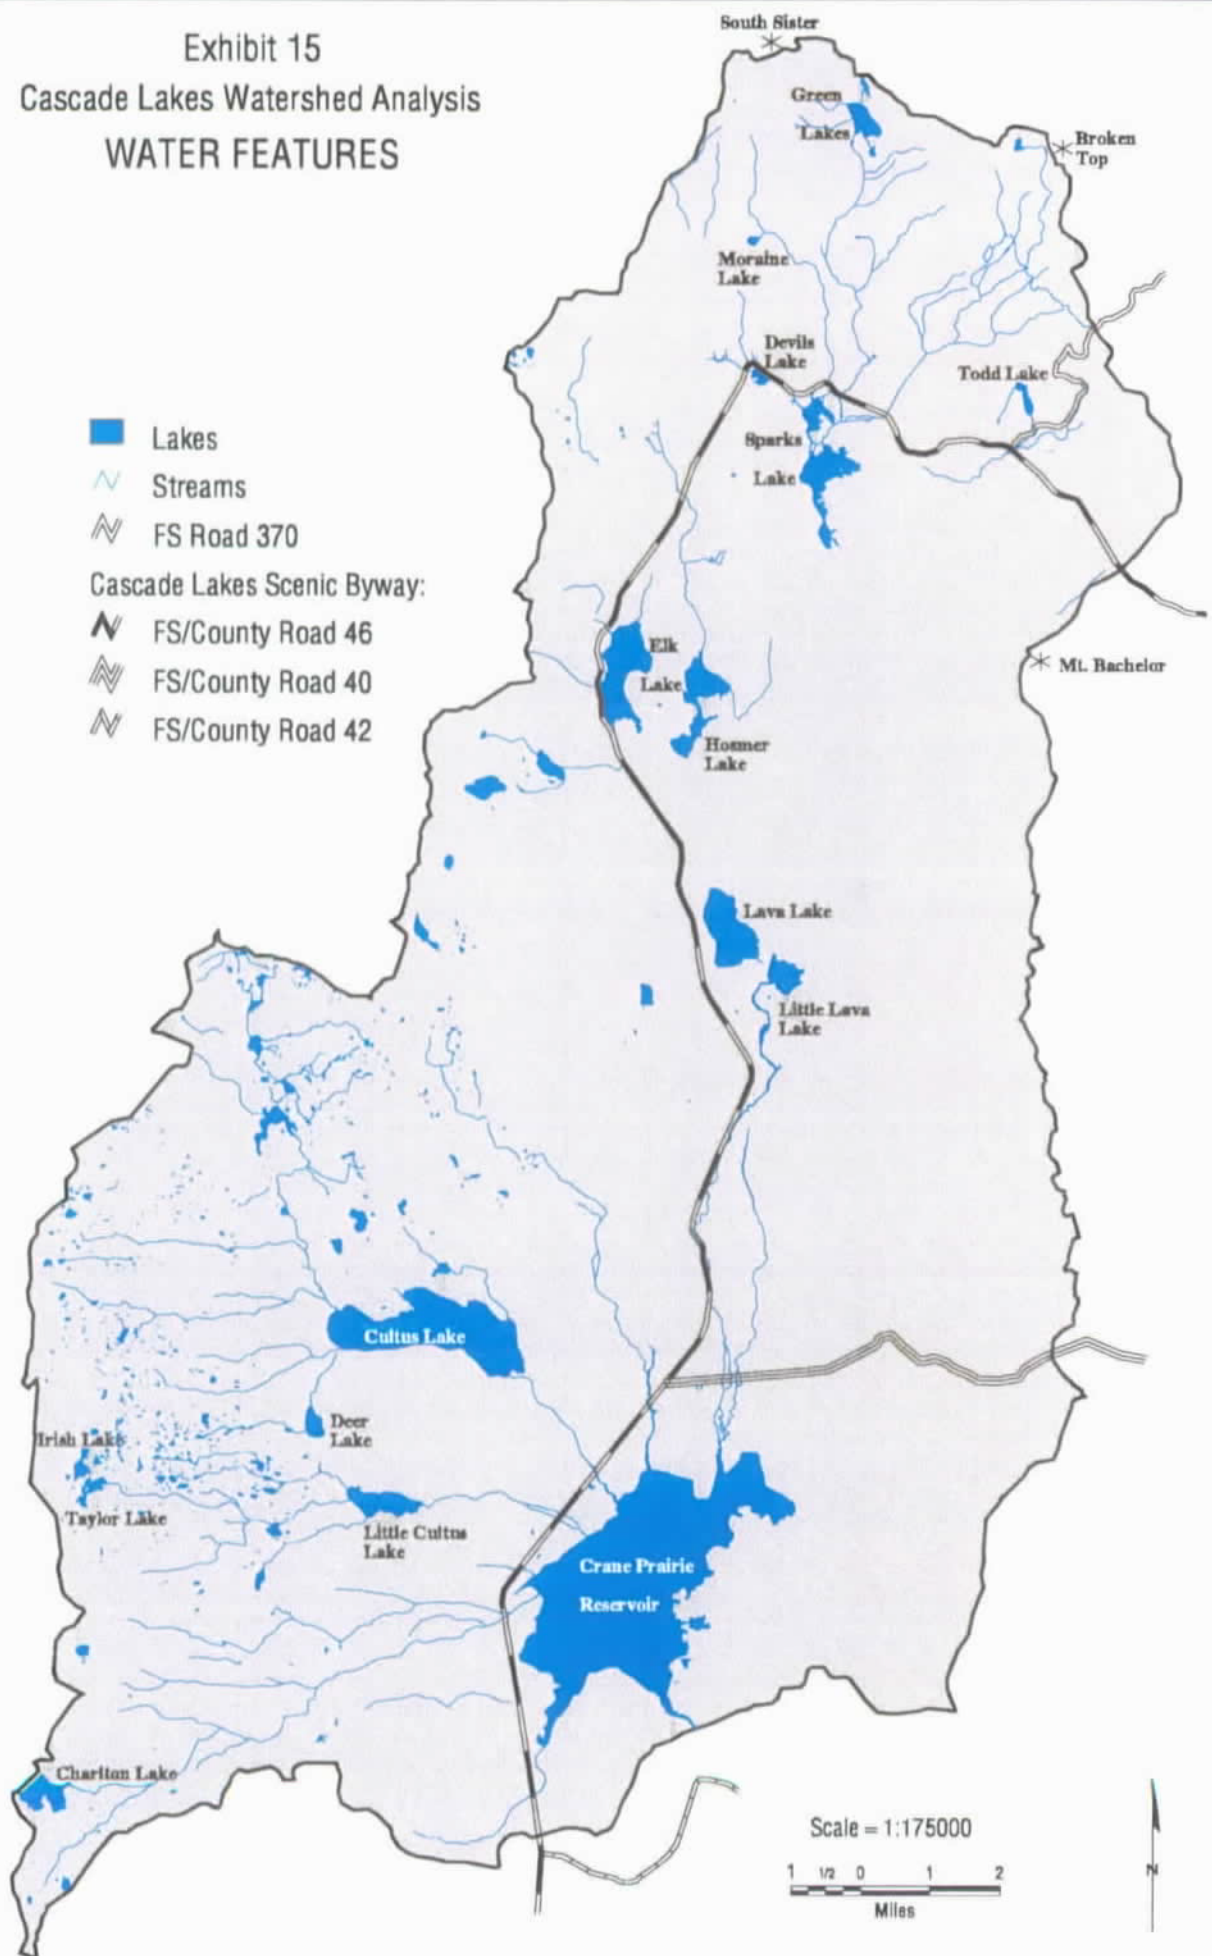 Exhibit 15
Cascade Lakes Watershed Analysis
WATER FEATURES
South Sister
Green
Lakes
Broken
Top
Moraine
Lake
Devils
Lake
Todd Lake
Sparks
Lake
Lakes
Streams
FS Road 370
Cascade Lakes Scenic Byway:
FS/County Road 46
FS/County Road 40
FS/County Road 42
Elk
Lake
Mt. Bachelor
Hosmer
Lake
Lava Lake
Little Lava
Lake
Cultus Lake
Deer
Lake
Irish Lake
Taylor Lake
Little Cultus
Lake
Crane Prairie
Reservoir
Charlton Lake
Scale = 1:175000
1 1/2 0 1 2
Miles
N